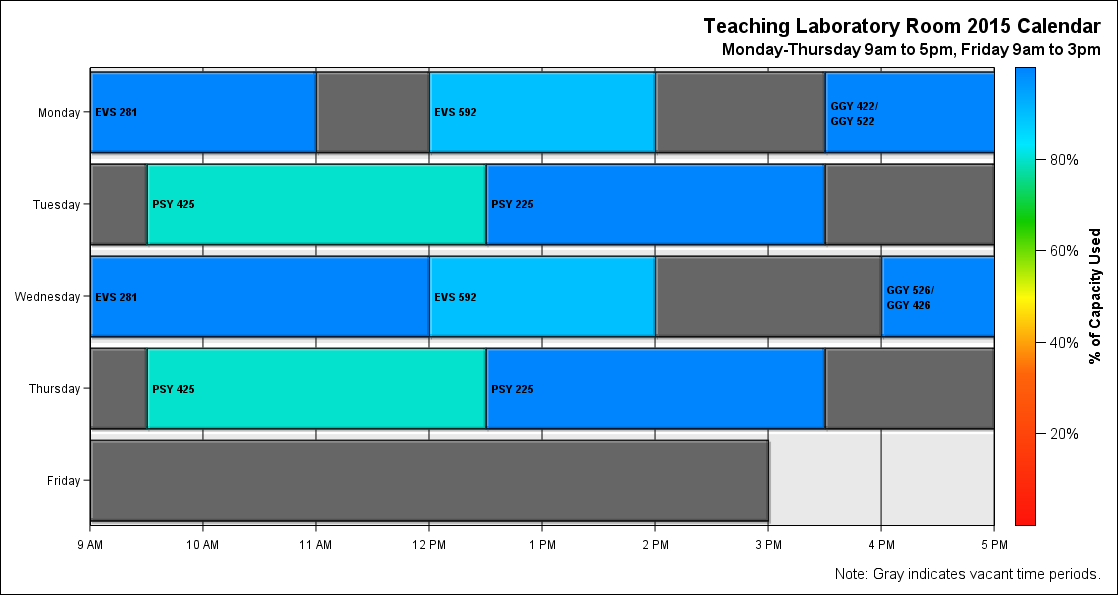 Teaching Laboratory Room 2015 Calendar
Monday-Thursday 9am to 5pm, Friday 9am to 3pm
Monday
EVS 281
EVS 592
GGY 422/
GGY 522
Tuesday
PSY 425
PSY 225
Wednesday
EVS 281
EVS 592
GGY 526/
GGY 426
Thursday
PSY 425
PSY 225
Friday
9 AM
10 AM
11 AM
12 PM
1 PM
2 PM
3 PM
4 PM
5 PM
80%
60%
40%
20%
% of Capacity Used
Note: Gray indicates vacant time periods.